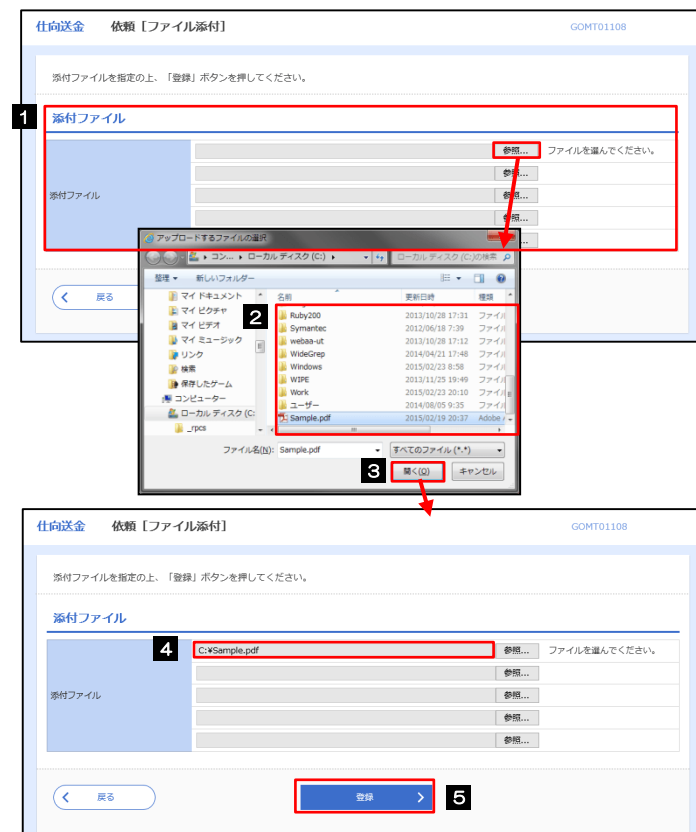 仕向送金 依頼［ファイル添付］ GOMT01108
添付ファイルを指定の上、「登録」ボタンを押してください。
1
添付ファイル
参照... ファイルを選んでください。
参照...
添付ファイル 参照...
参照...
アップロードするファイルの選択
コン... ローカル ディスク (C:) ローカル ディスク (C:)の検索
整理 新しいフォルダー
戻る
マイ ドキュメント 名前 更新日時 種類
マイ ピクチャ
マイ ビデオ
マイ ミュージック
リンク
検索
保存したゲーム
コンピューター
ローカル ディスク (C:
_rpcs
2
Ruby200 2013/10/28 17:31 ファイル
Symantec 2012/06/18 7:39 ファイル
webaa-ut 2013/10/28 17:12 ファイル
WideGrep 2014/04/21 17:48 ファイル
Windows 2015/02/23 8:58 ファイル
WIPE 2013/11/25 19:49 ファイル
Work 2015/02/23 20:10 ファイル
ユーザー 2014/08/05 9:35 ファイル
Sample.pdf 2015/02/19 20:37 Adobe
ファイル名(N): Sample.pdf すべてのファイル (*.*)
3 開く(O) キャンセル
仕向送金 依頼［ファイル添付］ GOMT01108
添付ファイルを指定の上、「登録」ボタンを押してください。
添付ファイル
4 C:¥Sample.pdf 参照... ファイルを選んでください。
参照...
添付ファイル 参照...
参照...
参照...
戻る 登録 5